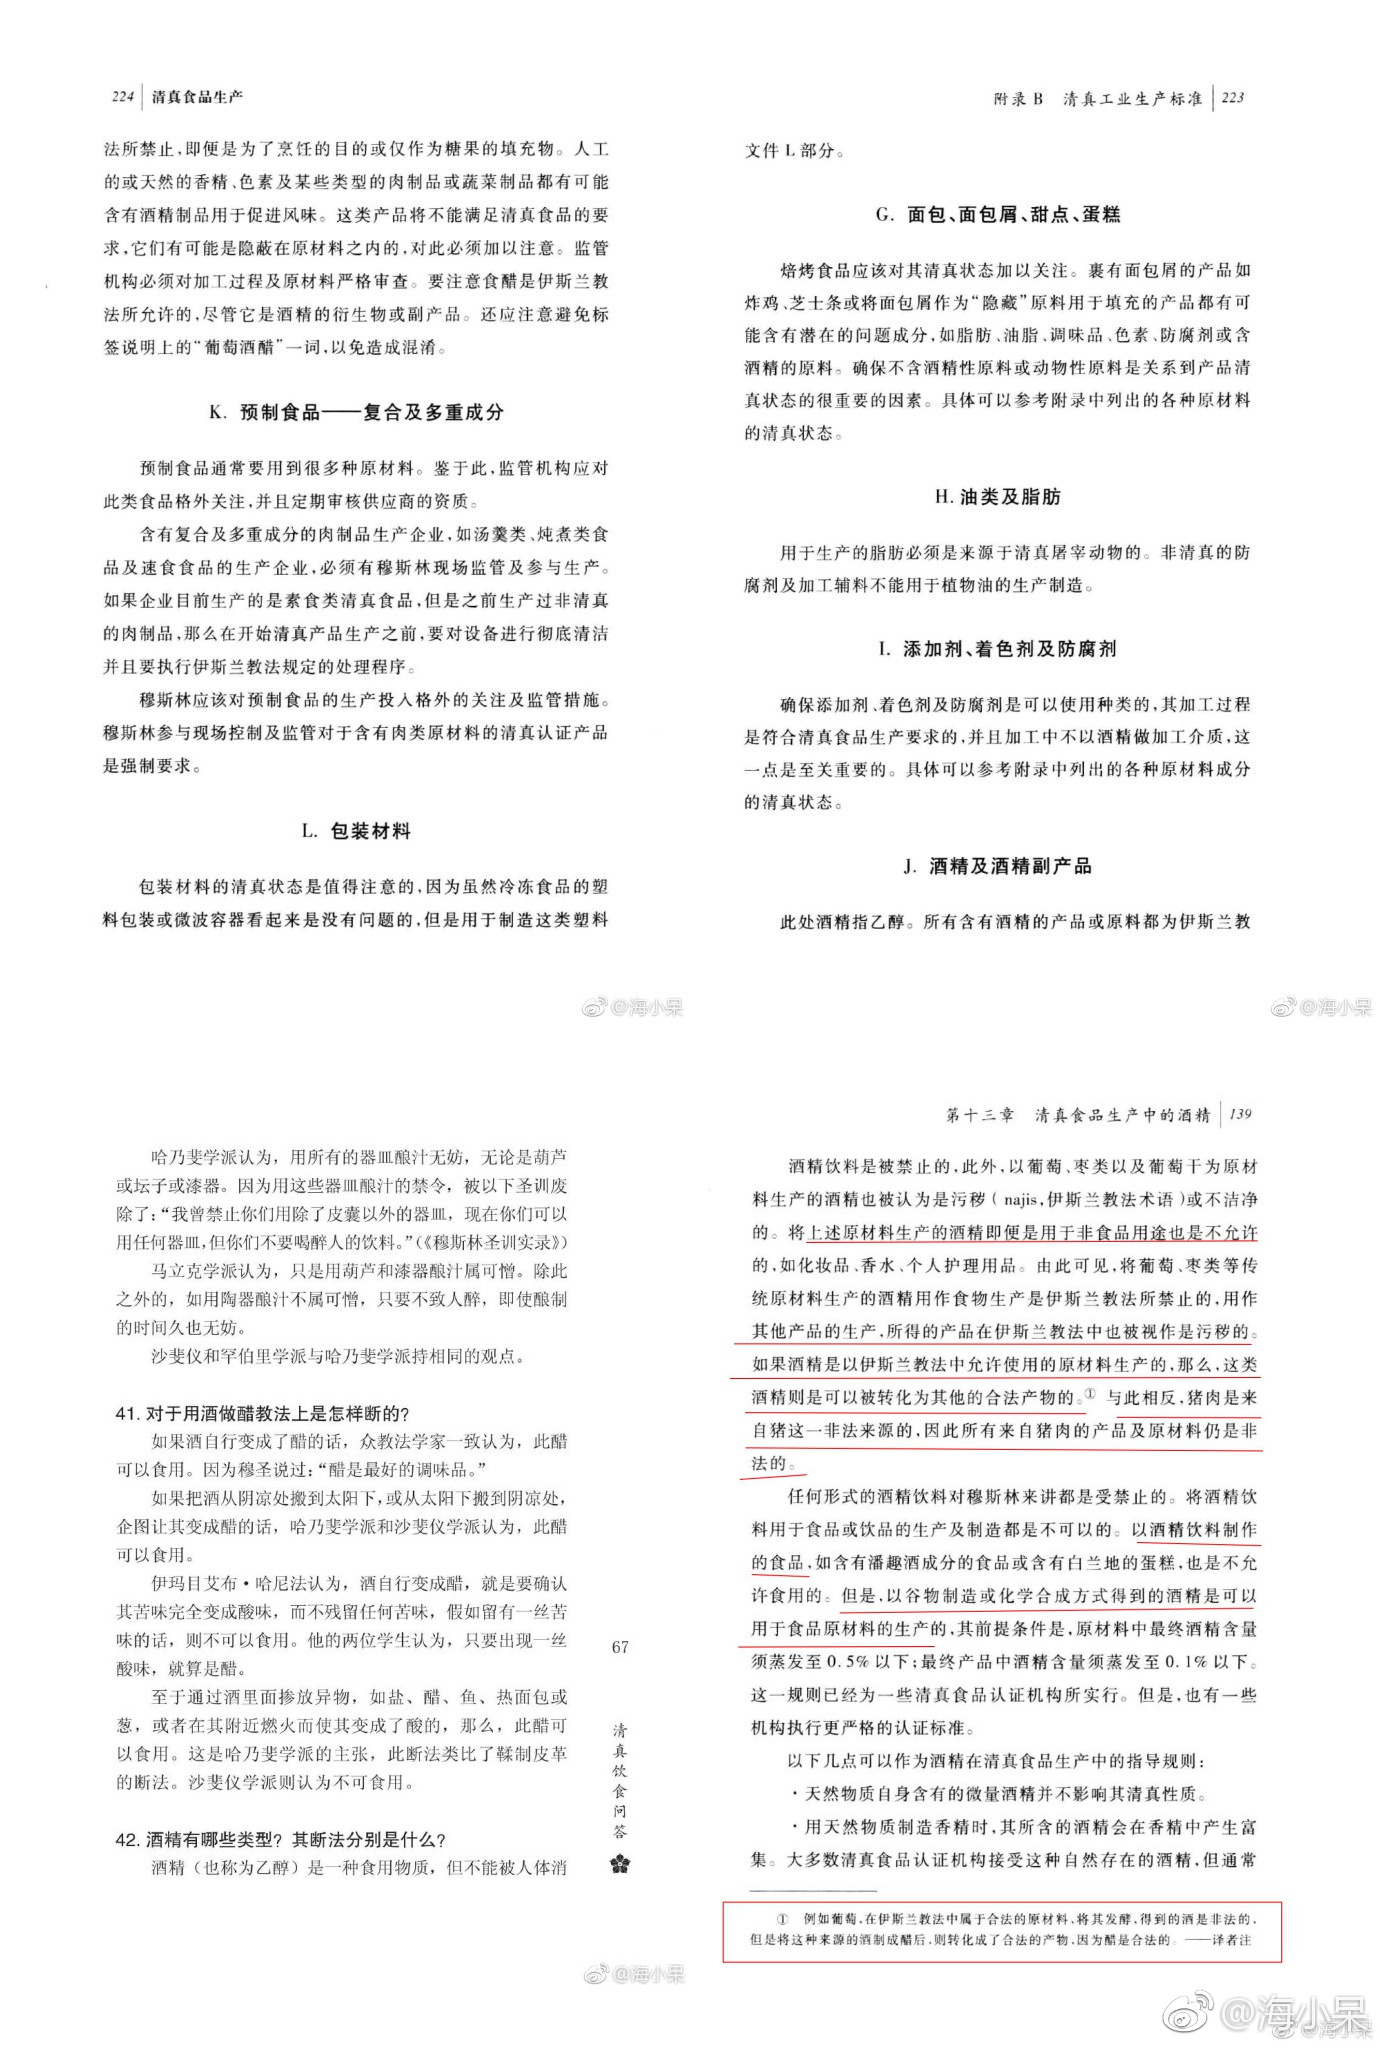 224 清真食品生产
法所禁止,即便是为了烹饪的目的或仅作为糖果的填充物。人工
的或天然的香精、色素及某些类型的肉制品或蔬菜制品都有可能
含有酒精制品用于促进风味。这类产品将不能满足清真食品的要
求,它们有可能是隐蔽在原材料之内的,对此必须加以注意。监管
机构必须对加工过程及原材料严格审查。要注意食醋是伊斯兰教
法所允许的,尽管它是酒精的衍生物或副产品。还应注意避免标
签说明上的“葡萄酒醋”一词,以免造成混淆。
K. 预制食品——复合及多重成分
预制食品通常要用到很多种原材料。鉴于此,监管机构应对
此类食品格外关注,并且定期审核供应商的资质。
含有复合及多重成分的肉制品生产企业,如汤羹类、炖煮类食
品及速食食品的生产企业,必须有穆斯林现场监管及参与生产。
如果企业目前生产的是素食类清真食品,但是之前生产过非清真
的肉制品,那么在开始清真产品生产之前,要对设备进行彻底清洁
并且要执行伊斯兰教法规定的处理程序。
穆斯林应该对预制食品的生产投入格外的关注及监管措施。
穆斯林参与现场控制及监管对于含有肉类原材料的清真认证产品
是强制要求。
L. 包装材料
包装材料的清真状态是值得注意的,因为虽然冷冻食品的塑
料包装或微波容器看起来是没有问题的,但是用于制造这类塑料
@海小呆
附录 B 清真工业生产标准 223
文件 L 部分。
G. 面包、面包屑、甜点、蛋糕
焙烤食品应该对其清真状态加以关注。裹有面包屑的产品如
炸鸡、芝士条或将面包屑作为“隐藏”原料用于填充的产品都有可
能含有潜在的问题成分,如脂肪、油脂、调味品、色素、防腐剂或含
酒精的原料。确保不含酒精性原料或动物性原料是关系到产品清
真状态的很重要的因素。具体可以参考附录中列出的各种原材料
的清真状态。
H. 油类及脂肪
用于生产的脂肪必须是来源于清真屠宰动物的。非清真的防
腐剂及加工辅料不能用于植物油的生产制造。
I. 添加剂、着色剂及防腐剂
确保添加剂、着色剂及防腐剂是可以使用种类的,其加工过程
是符合清真食品生产要求的,并且加工中不以酒精做加工介质,这
一点是至关重要的。具体可以参考附录中列出的各种原材料成分
的清真状态。
J. 酒精及酒精副产品
此处酒精指乙醇。所有含有酒精的产品或原料都为伊斯兰教
@海小呆
哈乃斐学派认为，用所有的器皿酿汁无妨，无论是葫芦
或坛子或漆器。因为用这些器皿酿汁的禁令，被以下圣训废
除了：“我曾禁止你们用除了皮囊以外的器皿，现在你们可以
用任何器皿，但你们不要喝醉人的饮料。”(《穆斯林圣训实录》)
马立克学派认为，只是用葫芦和漆器酿汁属可憎。除此
之外的，如用陶器酿汁不属可憎，只要不致人醉，即使酿制
的时间久也无妨。
沙斐仪和罕伯里学派与哈乃斐学派持相同的观点。
41. 对于用酒做醋教法上是怎样断的？
如果酒自行变成了醋的话，众教法学家一致认为，此醋
可以食用。因为穆圣说过：“醋是最好的调味品。”
如果把酒从阴凉处搬到太阳下，或从太阳下搬到阴凉处，
企图让其变成醋的话，哈乃斐学派和沙斐仪学派认为，此醋
可以食用。
伊玛目艾布·哈尼法认为，酒自行变成醋，就是要确认
其苦味完全变成酸味，而不残留任何苦味，假如留有一丝苦
味的话，则不可以食用。他的两位学生认为，只要出现一丝
酸味，就算是醋。
至于通过酒里面掺放异物，如盐、醋、鱼、热面包或
葱，或者在其附近燃火而使其变成了酸的，那么，此醋可
以食用。这是哈乃斐学派的主张，此断法类比了鞣制皮革
的断法。沙斐仪学派则认为不可食用。
42. 酒精有哪些类型？其断法分别是什么？
酒精（也称为乙醇）是一种食用物质，但不能被人体消
67
清真饮食问答
@海小呆
第十三章 清真食品生产中的酒精 139
酒精饮料是被禁止的,此外,以葡萄、枣类以及葡萄干为原材
料生产的酒精也被认为是污秽(najis,伊斯兰教法术语)或不洁净
的。将上述原材料生产的酒精即便是用于非食品用途也是不允许
的,如化妆品、香水、个人护理用品。由此可见,将葡萄、枣类等传
统原材料生产的酒精用作食物生产是伊斯兰教法所禁止的,用作
其他产品的生产,所得的产品在伊斯兰教法中也被视作是污秽的。
如果酒精是以伊斯兰教法中允许使用的原材料生产的,那么,这类
酒精则是可以被转化为其他的合法产物的。① 与此相反,猪肉是来
自猪这一非法来源的,因此所有来自猪肉的产品及原材料仍是非
法的。
任何形式的酒精饮料对穆斯林来讲都是受禁止的。将酒精饮
料用于食品或饮品的生产及制造都是不可以的。以酒精饮料制作
的食品,如含有潘趣酒成分的食品或含有白兰地的蛋糕,也是不允
许食用的。但是,以谷物制造或化学合成方式得到的酒精是可以
用于食品原材料的生产的,其前提条件是,原材料中最终酒精含量
须蒸发至 0.5% 以下;最终产品中酒精含量须蒸发至 0.1% 以下。
这一规则已经为一些清真食品认证机构所实行。但是,也有一些
机构执行更严格的认证标准。
以下几点可以作为酒精在清真食品生产中的指导规则:
·天然物质自身含有的微量酒精并不影响其清真性质。
·用天然物质制造香精时,其所含的酒精会在香精中产生富
集。大多数清真食品认证机构接受这种自然存在的酒精,但通常
① 例如葡萄,在伊斯兰教法中属于合法的原材料,将其发酵,得到的酒是非法的,
但是将这种来源的酒制成醋后,则转化成了合法的产物,因为醋是合法的。——译者注
@海小呆
@海小呆